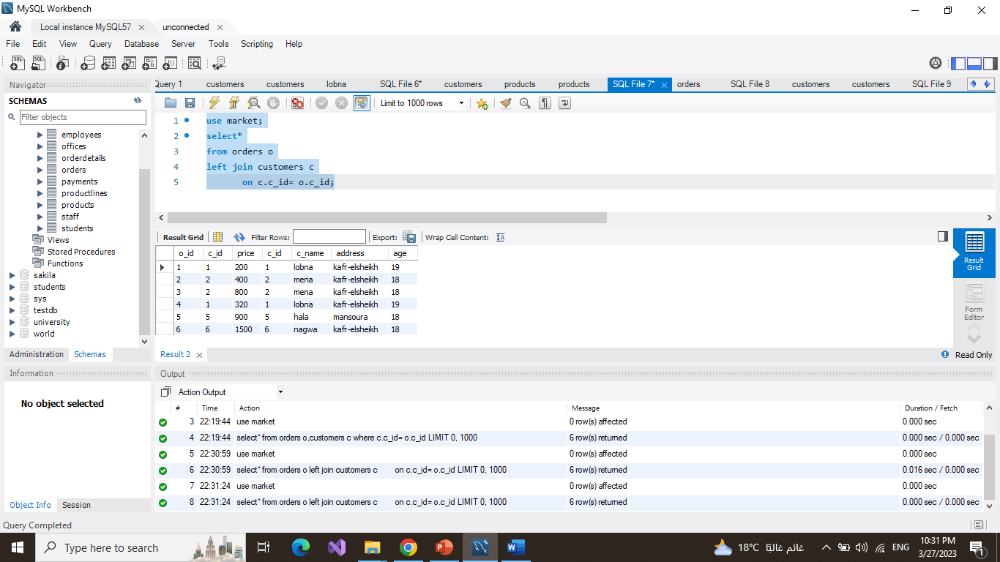 MySQL Workbench
Local instance MySQL57
unconnected
File Edit View Query Database Server Tools Scripting Help
Navigator
SCHEMAS
Filter objects
employees
offices
orderdetails
orders
payments
productlines
products
staff
students
Views
Stored Procedures
Functions
sakila
students
sys
testdb
university
world
Administration Schemas
Information
No object selected
Object Info Session
Query 1 customers customers lobna SQL File 6* customers products products SQL File 7* orders SQL File 8 customers customers SQL File 9
Limit to 1000 rows
1 use market;
2 select*
3 from orders o
4 left join customers c
5 on c.c_id= o.c_id;
Result Grid Filter Rows: Export: Wrap Cell Content:
o_id c_id price c_id c_name address age
1 1 200 1 lobna kafr-elsheikh 19
2 2 400 2 mena kafr-elsheikh 18
3 2 800 2 mena kafr-elsheikh 18
4 1 320 1 lobna kafr-elsheikh 19
5 5 900 5 hala mansoura 18
6 6 1500 6 nagwa kafr-elsheikh 18
Result
Grid
Form
Editor
Result 2
Read Only
Output
Action Output
# Time Action Message Duration / Fetch
3 22:19:44 use market 0 row(s) affected 0.000 sec
4 22:19:44 select* from orders o,customers c where c.c_id= o.c_id LIMIT 0, 1000 6 row(s) returned 0.000 sec / 0.000 sec
5 22:30:59 use market 0 row(s) affected 0.000 sec
6 22:30:59 select* from orders o left join customers c on c.c_id= o.c_id LIMIT 0, 1000 6 row(s) returned 0.016 sec / 0.000 sec
7 22:31:24 use market 0 row(s) affected 0.000 sec
8 22:31:24 select* from orders o left join customers c on c.c_id= o.c_id LIMIT 0, 1000 6 row(s) returned 0.000 sec / 0.000 sec
Query Completed
Type here to search
18°C غائم غالبًا
ENG
10:31 PM
3/27/2023
1